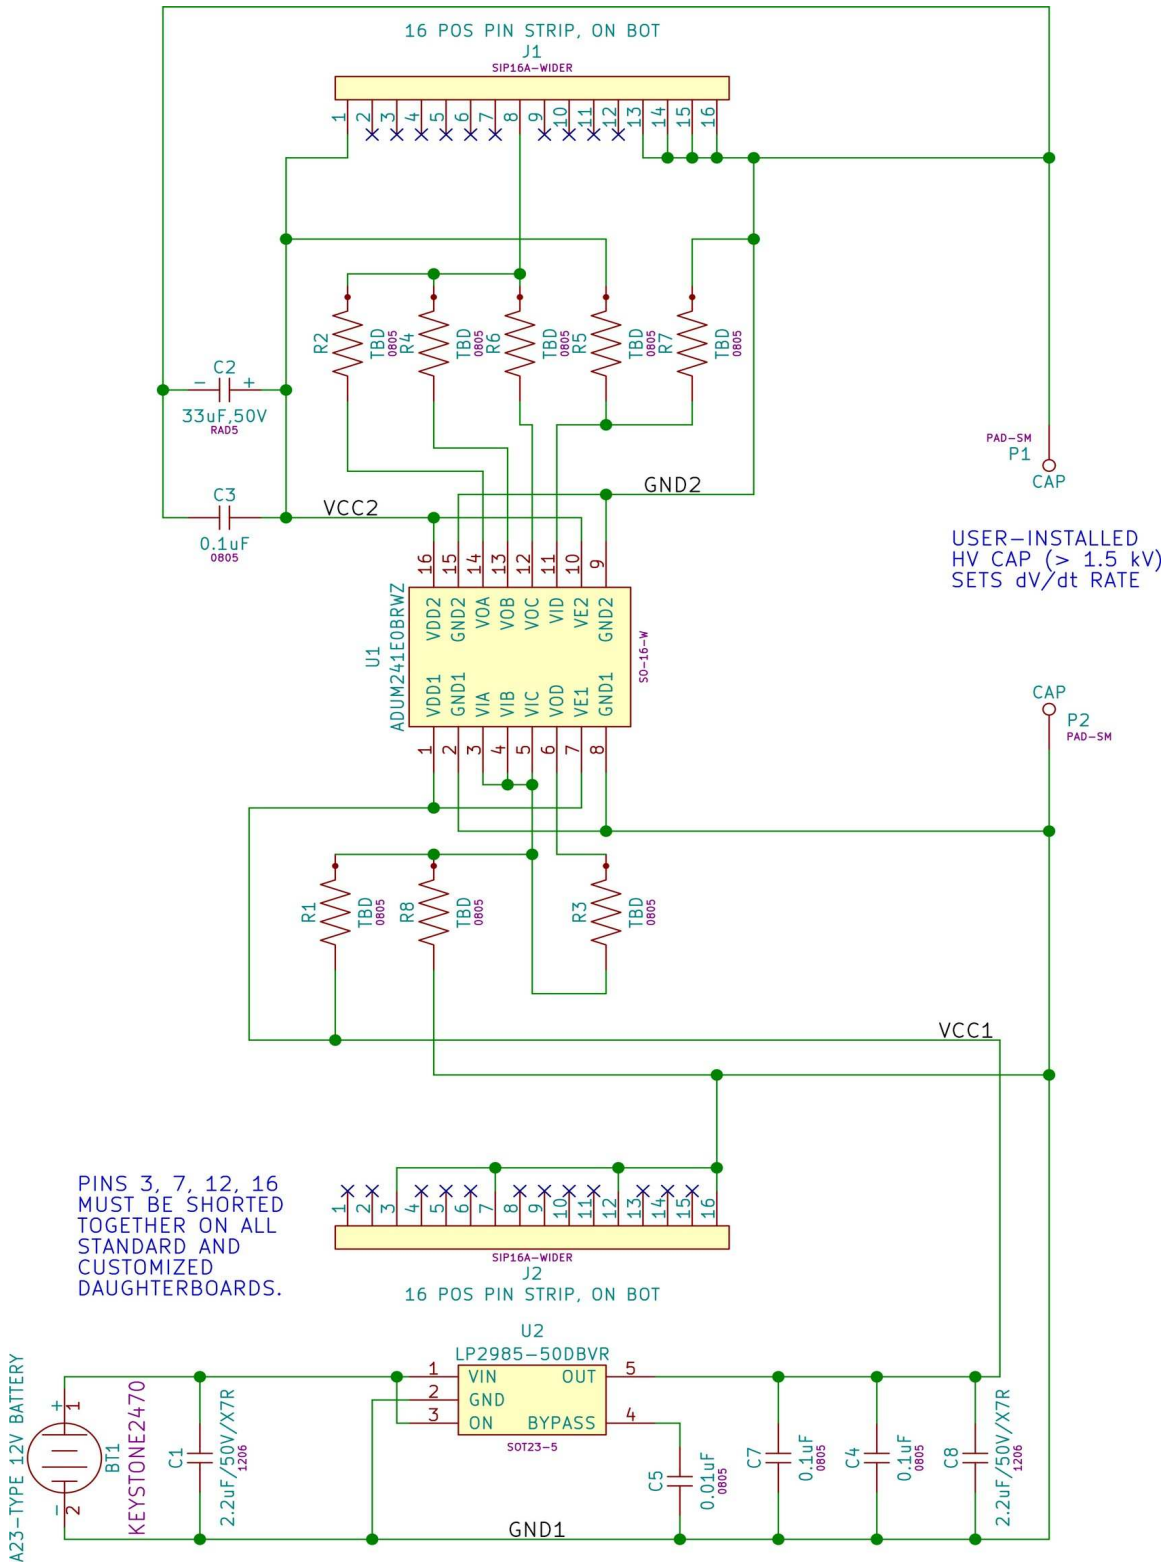 16 POS PIN STRIP, ON BOT
J1
SIP16A-WIDER
1 2 3 4 5 6 7 8 9 10 11 12 13 14 15 16
R2 TBD 0805
R4 TBD 0805
R6 TBD 0805
R5 TBD 0805
R7 TBD 0805
C2
− +
33uF,50V
RAD5
PAD-SM
P1
CAP
GND2
C3
VCC2
0.1uF
0805
USER-INSTALLED
HV CAP (> 1.5 kV)
SETS dV/dt RATE
16 15 14 13 12 11 10 9
VDD2 GND2 VOA VOB VOC VID VE2 GND2
U1
ADUM241E0BRWZ
SO-16-W
VDD1 GND1 VIA VIB VIC VOD VE1 GND1
1 2 3 4 5 6 7 8
CAP
P2
PAD-SM
R1 TBD 0805
R8 TBD 0805
R3 TBD 0805
VCC1
PINS 3, 7, 12, 16
MUST BE SHORTED
TOGETHER ON ALL
STANDARD AND
CUSTOMIZED
DAUGHTERBOARDS.
1 2 3 4 5 6 7 8 9 10 11 12 13 14 15 16
SIP16A-WIDER
J2
16 POS PIN STRIP, ON BOT
U2
LP2985-50DBVR
1 VIN OUT 5
2 GND
3 ON BYPASS 4
SOT23-5
A23-TYPE 12V BATTERY
+ 1
− 2
BT1
KEYSTONE2470
C1
2.2uF/50V/X7R
1206
C5
0.01uF
0805
C7
0.1uF
0805
C4
0.1uF
0805
C8
2.2uF/50V/X7R
1206
GND1